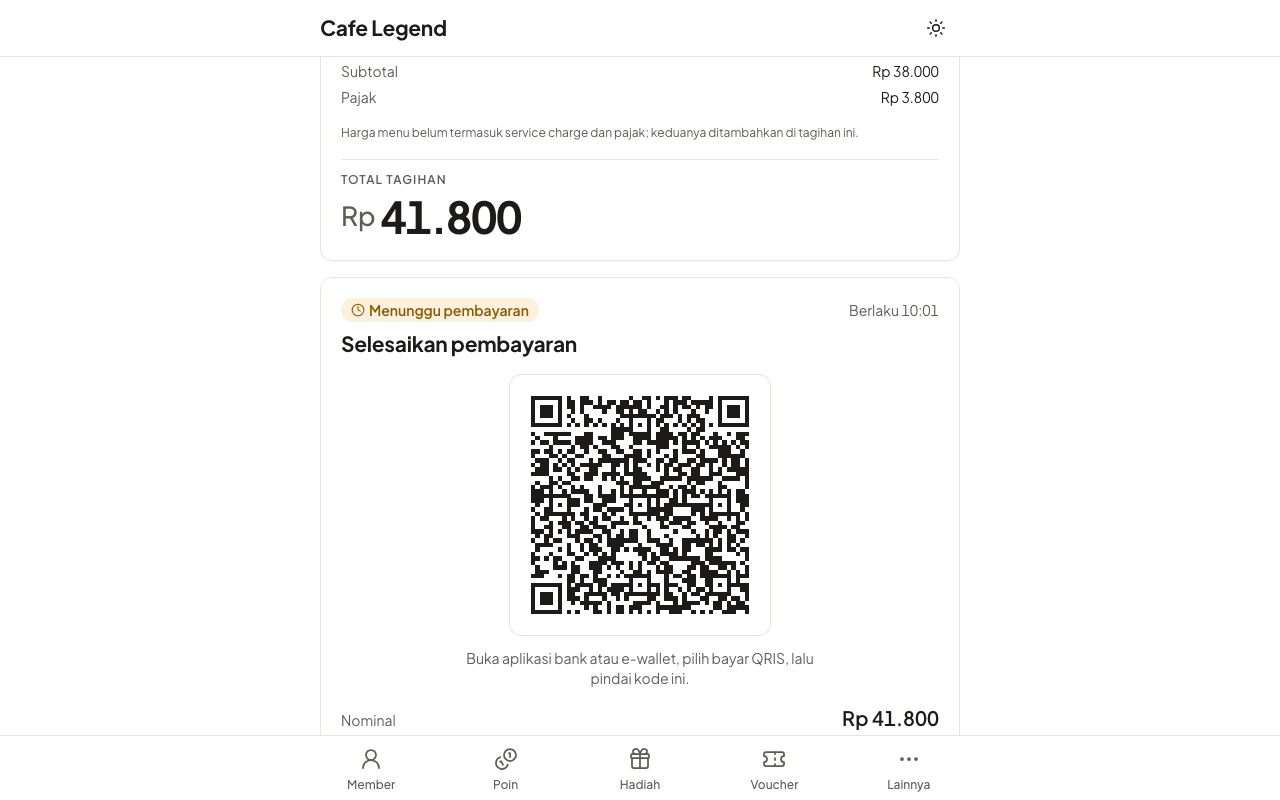 Cafe Legend
Subtotal Rp 38.000
Pajak Rp 3.800
Harga menu belum termasuk service charge dan pajak; keduanya ditambahkan di tagihan ini.
TOTAL TAGIHAN
Rp 41.800
Menunggu pembayaran Berlaku 10:01
Selesaikan pembayaran
Buka aplikasi bank atau e-wallet, pilih bayar QRIS, lalu
pindai kode ini.
Nominal Rp 41.800
Member Poin Hadiah Voucher Lainnya